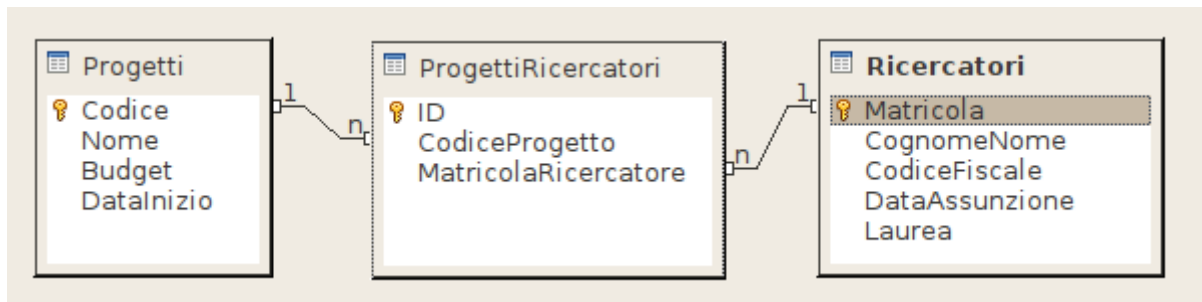 Progetti
Codice
Nome
Budget
DataInizio
1
n
ProgettiRicercatori
ID
CodiceProgetto
MatricolaRicercatore
n
1
Ricercatori
Matricola
CognomeNome
CodiceFiscale
DataAssunzione
Laurea